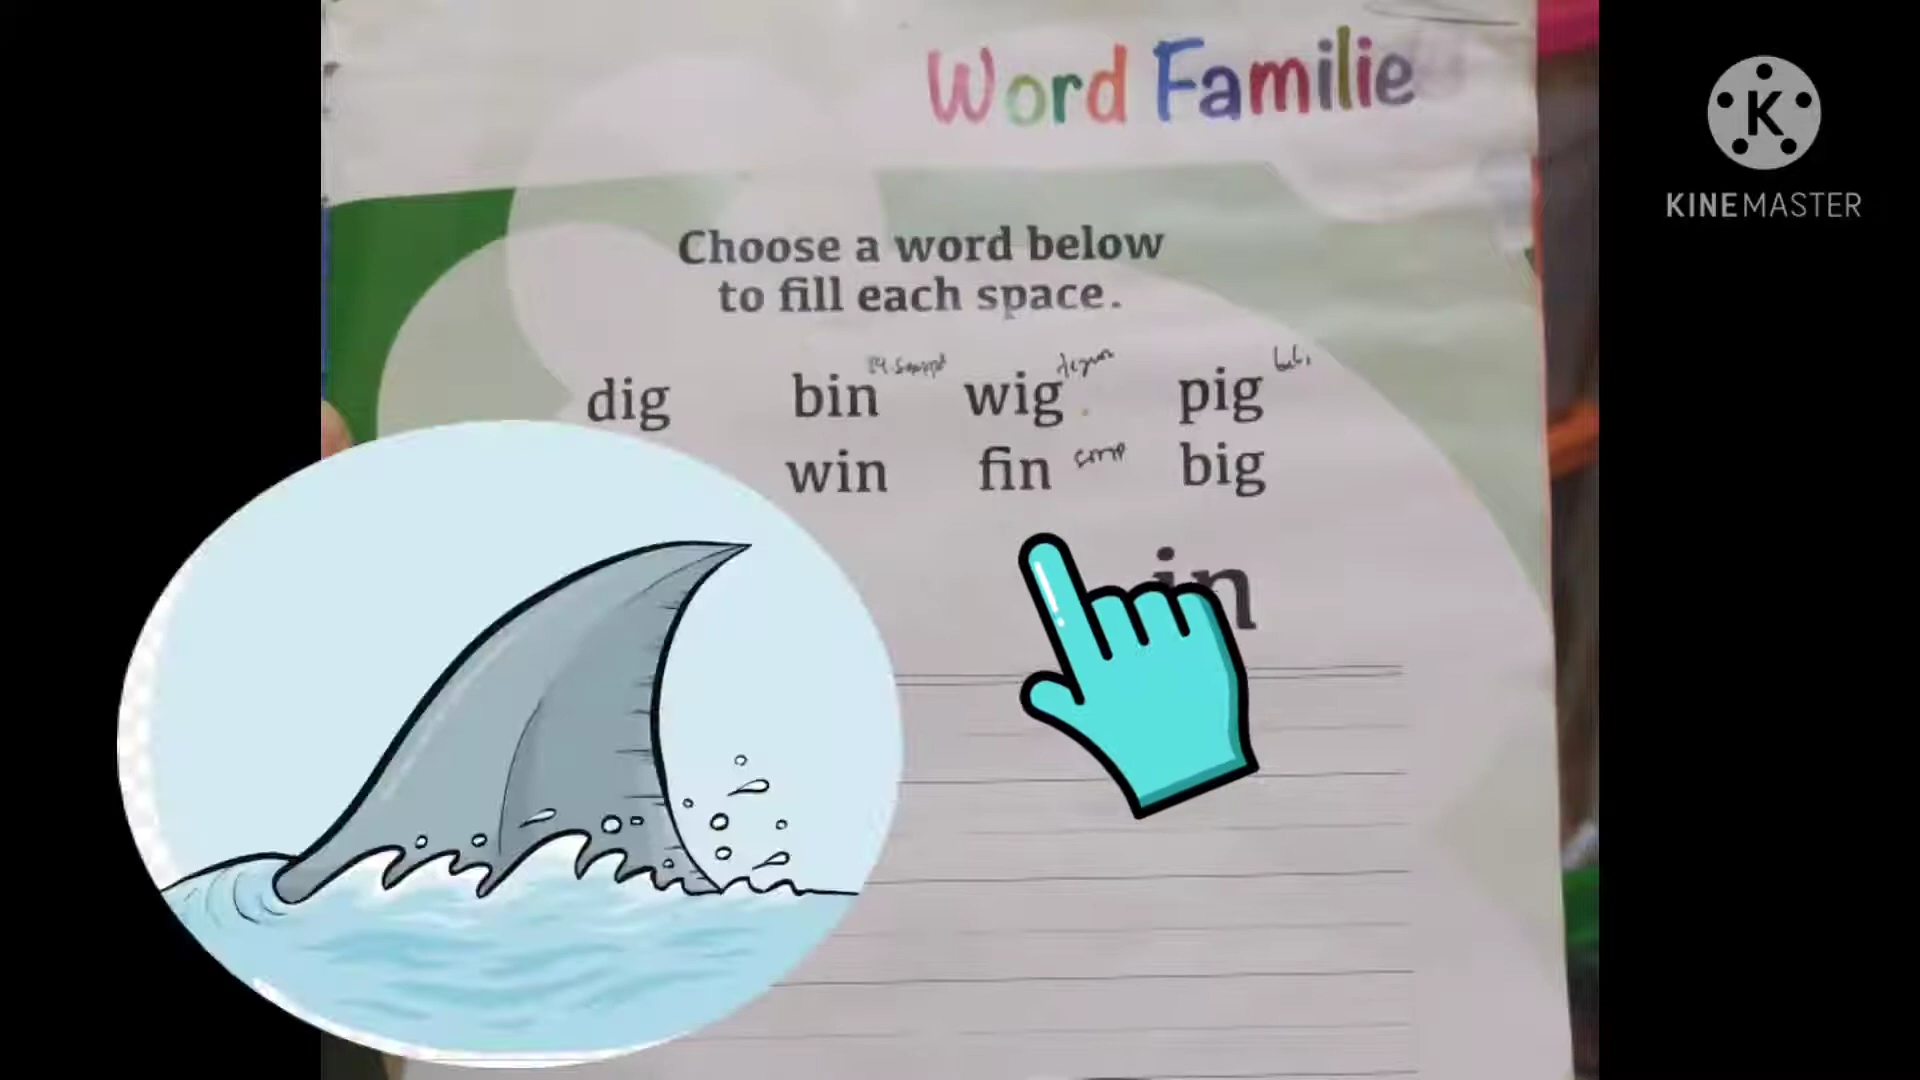 Word Familie
KINEMASTER
Choose a word below
to fill each space.
dig bin wig pig
win fin big
in